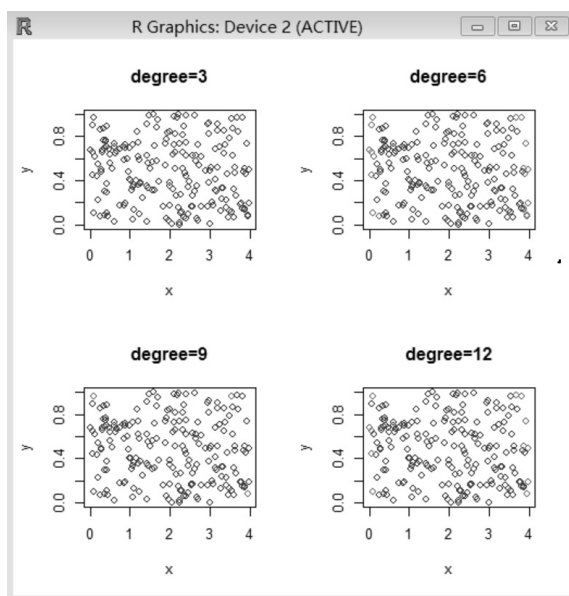 R R Graphics: Device 2 (ACTIVE)
degree=3
y
0.0 0.4 0.8
0 1 2 3 4
x
degree=6
y
0.0 0.4 0.8
0 1 2 3 4
x
degree=9
y
0.0 0.4 0.8
0 1 2 3 4
x
degree=12
y
0.0 0.4 0.8
0 1 2 3 4
x